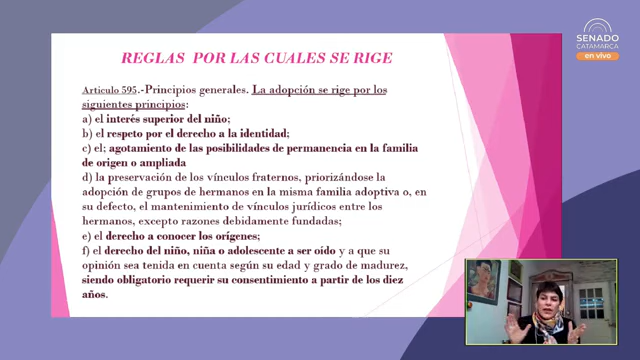 SENADO
CATAMARCA
en vivo
REGLAS POR LAS CUALES SE RIGE
Artículo 595.-Principios generales. La adopción se rige por los
siguientes principios:
a) el interés superior del niño;
b) el respeto por el derecho a la identidad;
c) el; agotamiento de las posibilidades de permanencia en la familia
de origen o ampliada
d) la preservación de los vínculos fraternos, priorizándose la
adopción de grupos de hermanos en la misma familia adoptiva o, en
su defecto, el mantenimiento de vínculos jurídicos entre los
hermanos, excepto razones debidamente fundadas;
e) el derecho a conocer los orígenes;
f) el derecho del niño, niña o adolescente a ser oído y a que su
opinión sea tenida en cuenta según su edad y grado de madurez,
siendo obligatorio requerir su consentimiento a partir de los diez
años.